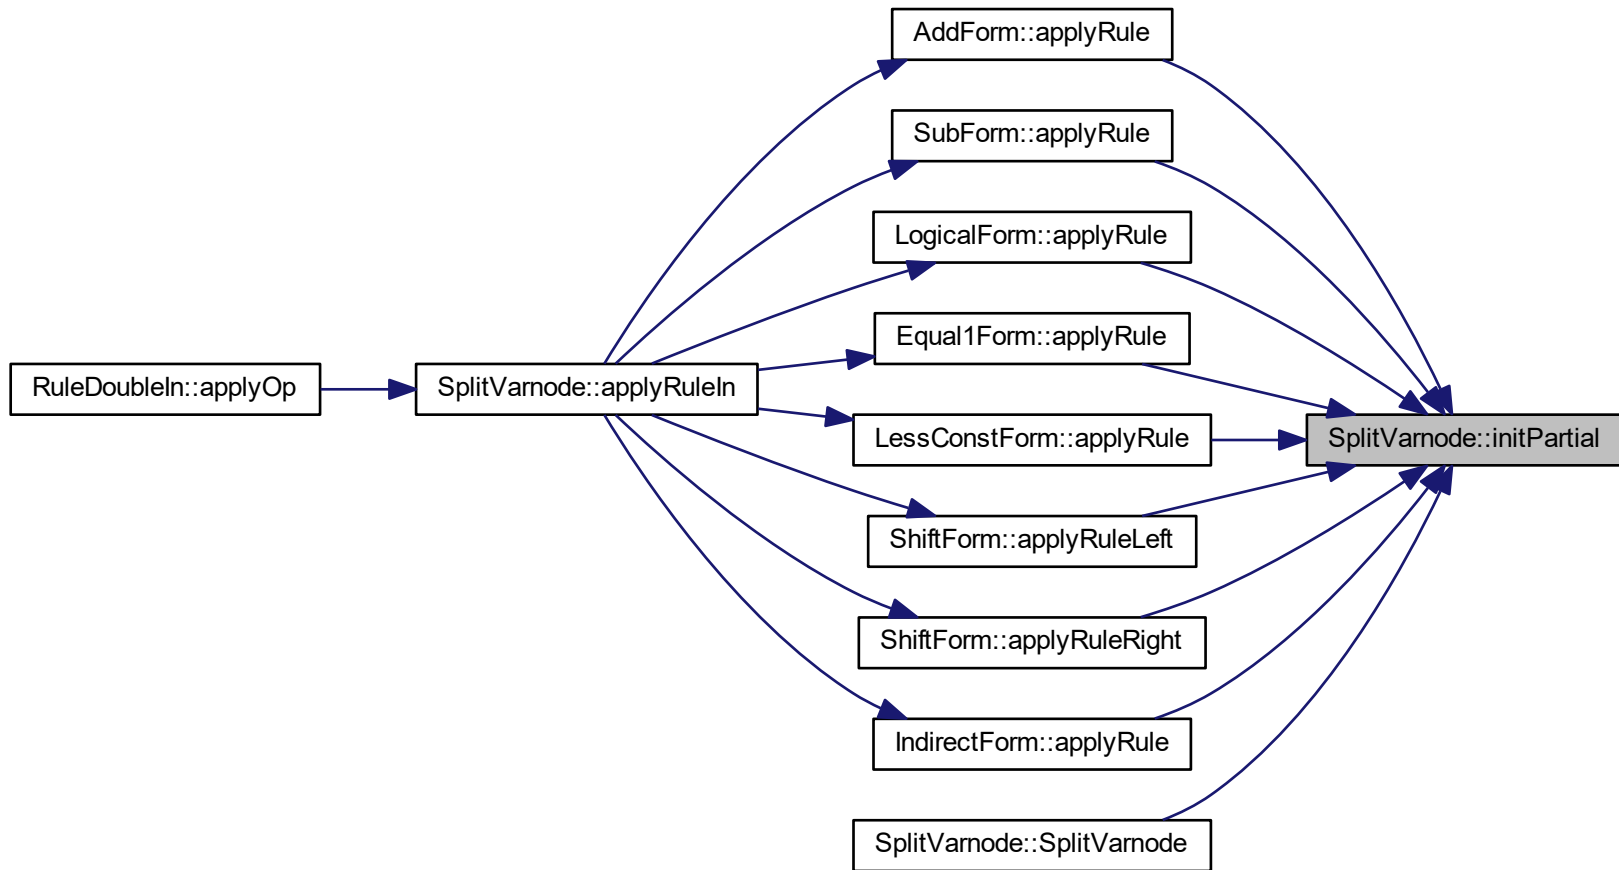 AddForm::applyRule
SubForm::applyRule
LogicalForm::applyRule
Equal1Form::applyRule
RuleDoubleIn::applyOp
SplitVarnode::applyRuleIn
LessConstForm::applyRule
SplitVarnode::initPartial
ShiftForm::applyRuleLeft
ShiftForm::applyRuleRight
IndirectForm::applyRule
SplitVarnode::SplitVarnode